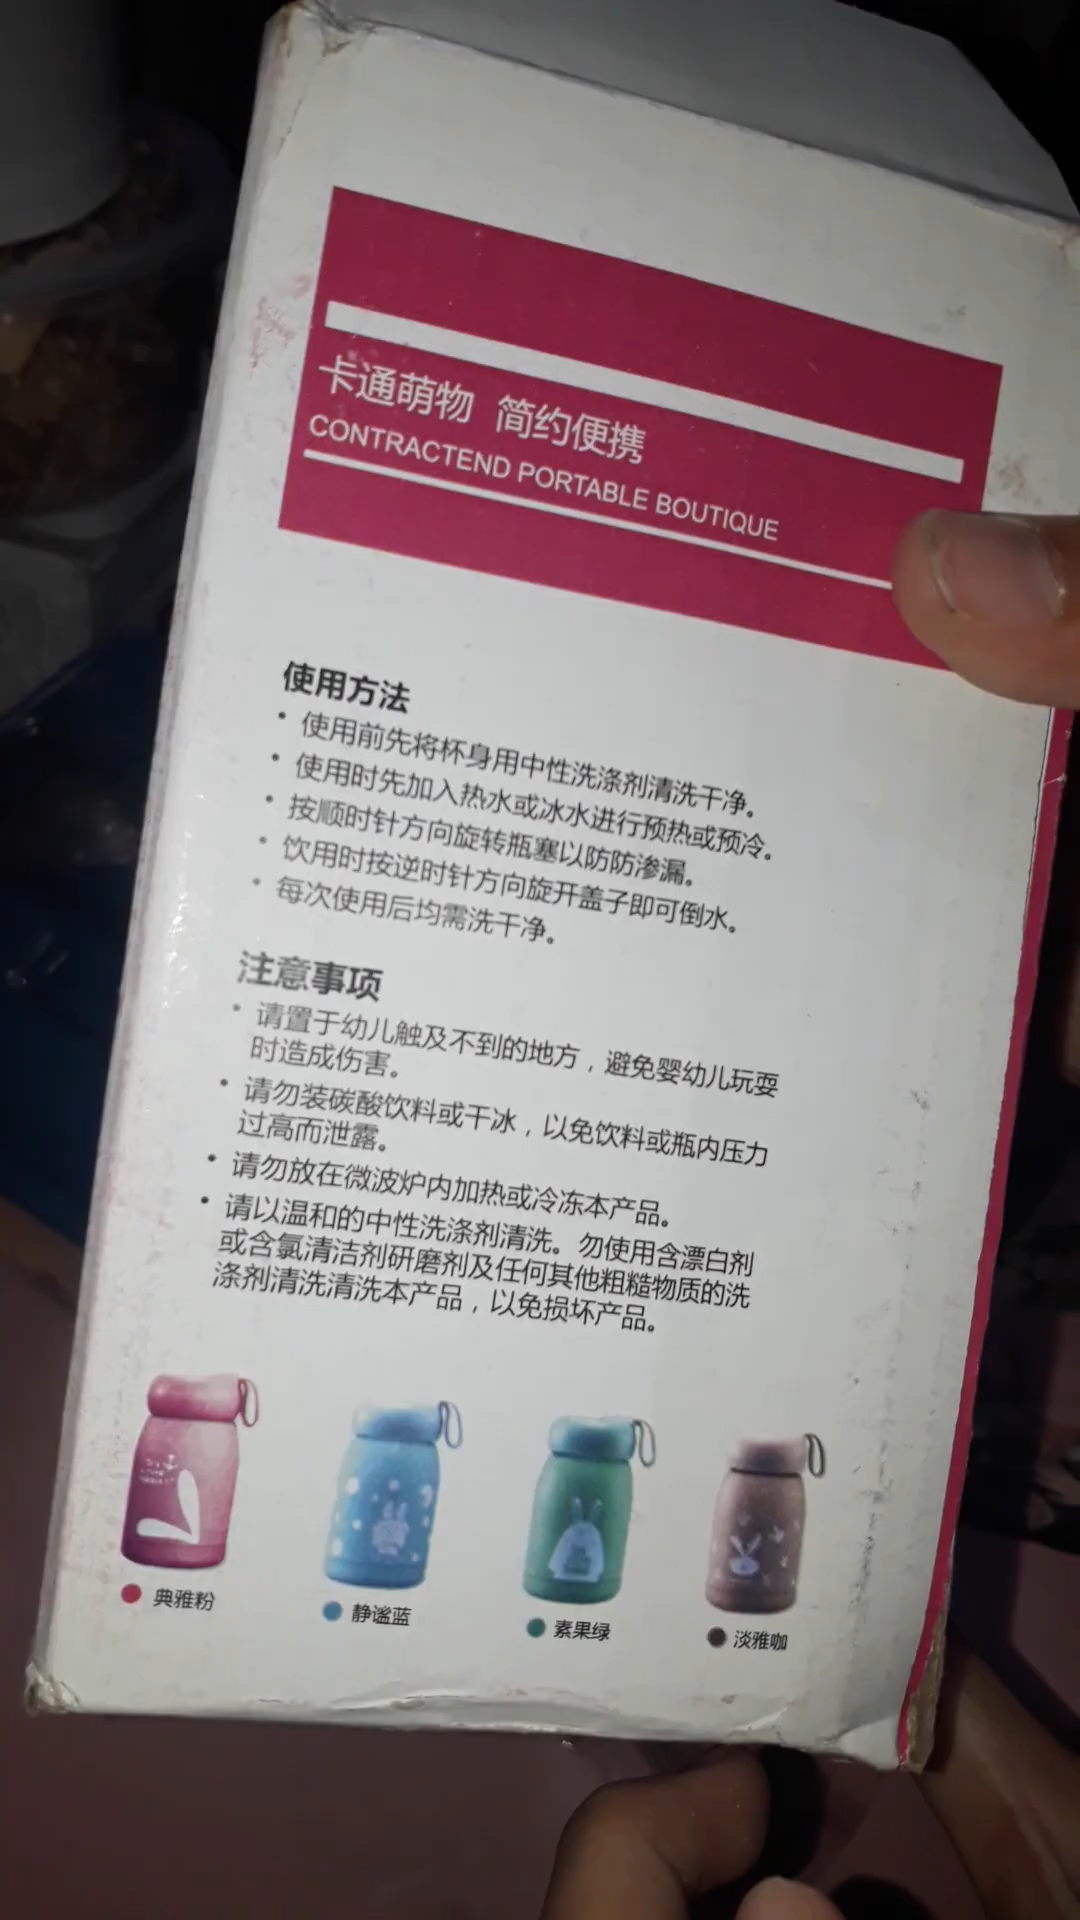 卡通萌物 简约便携
CONTRACTEND PORTABLE BOUTIQUE
使用方法
• 使用前先将杯身用中性洗涤剂清洗干净。
• 使用时先加入热水或冰水进行预热或预冷。
• 按顺时针方向旋转瓶塞以防防渗漏。
• 饮用时按逆时针方向旋开盖子即可倒水。
• 每次使用后均需洗干净。
注意事项
• 请置于幼儿触及不到的地方，避免婴幼儿玩耍
时造成伤害。
• 请勿装碳酸饮料或干冰，以免饮料或瓶内压力
过高而泄露。
• 请勿放在微波炉内加热或冷冻本产品。
• 请以温和的中性洗涤剂清洗。勿使用含漂白剂
或含氯清洁剂研磨剂及任何其他粗糙物质的洗
涤剂清洗清洗本产品，以免损坏产品。
典雅粉
静谧蓝
素果绿
淡雅咖